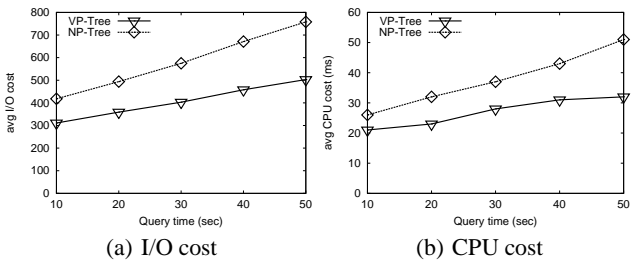 800
700
600
500
400
300
200
100
0
avg I/O cost
VP-Tree
NP-Tree
10 20 30 40 50
Query time (sec)
(a) I/O cost
60
50
40
30
20
10
0
avg CPU cost (ms)
VP-Tree
NP-Tree
10 20 30 40 50
Query time (sec)
(b) CPU cost